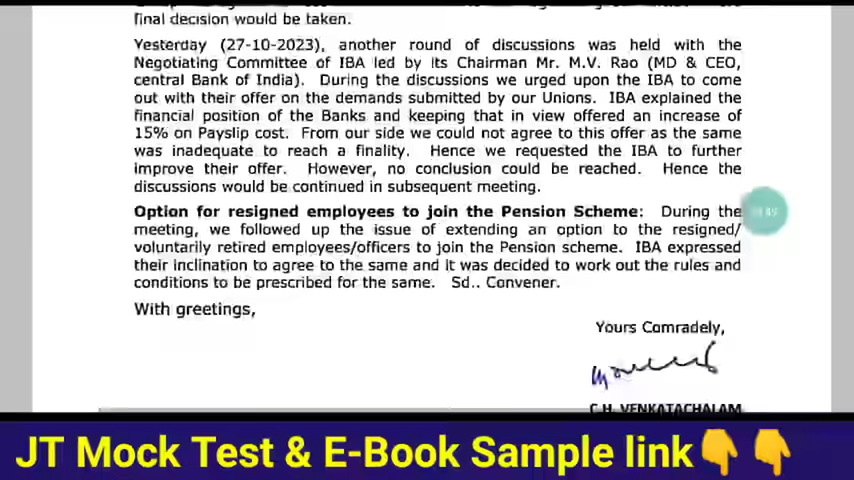 final decision would be taken.
Yesterday (27-10-2023), another round of discussions was held with the
Negotiating Committee of IBA led by its Chairman Mr. M.V. Rao (MD & CEO,
central Bank of India). During the discussions we urged upon the IBA to come
out with their offer on the demands submitted by our Unions. IBA explained the
financial position of the Banks and keeping that in view offered an increase of
15% on Payslip cost. From our side we could not agree to this offer as the same
was inadequate to reach a finality. Hence we requested the IBA to further
improve their offer. However, no conclusion could be reached. Hence the
discussions would be continued in subsequent meeting.
Option for resigned employees to join the Pension Scheme: During the
meeting, we followed up the issue of extending an option to the resigned/
voluntarily retired employees/officers to join the Pension scheme. IBA expressed
their inclination to agree to the same and it was decided to work out the rules and
conditions to be prescribed for the same. Sd.. Convener.
With greetings,
Yours Comradely,
C.H. VENKATACHALAM
JT Mock Test & E-Book Sample link👇👇